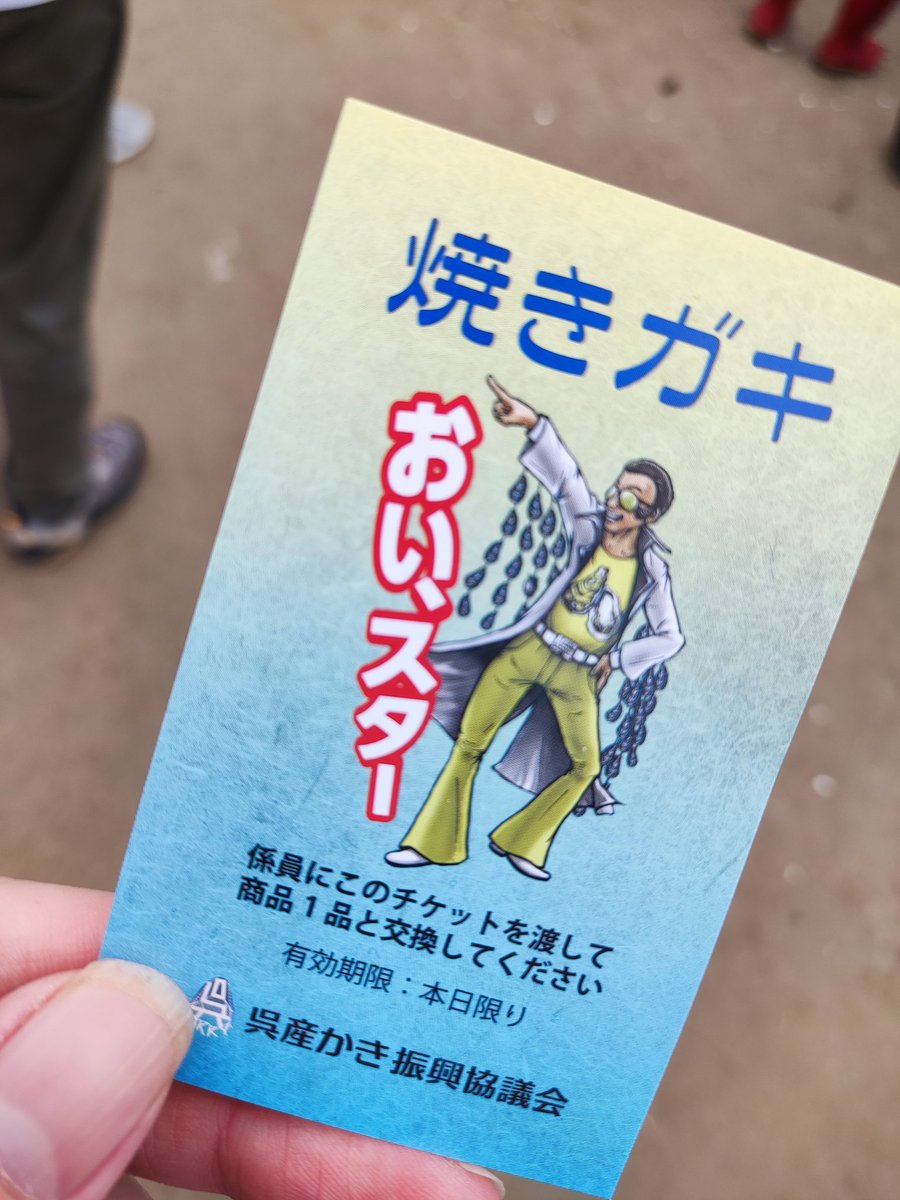 焼きガキ
おい、スター
係員にこのチケットを渡して
商品1品と交換してください
有効期限：本日限り
呉
KKY
呉産かき振興協議会